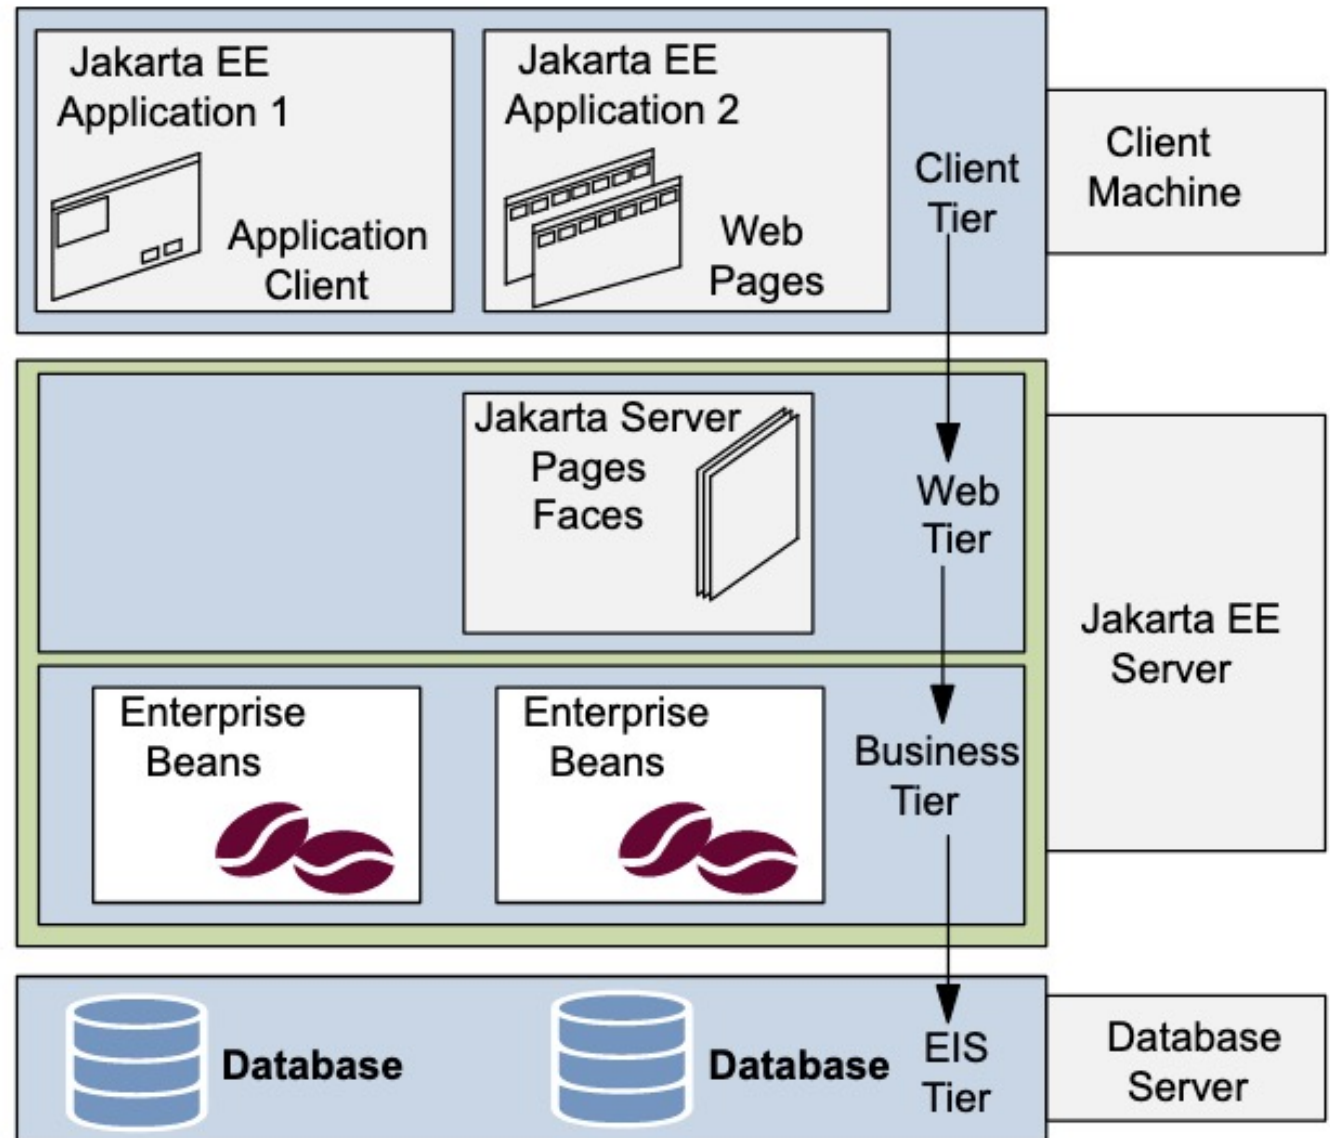 Jakarta EE
Application 1
Application
Client
Jakarta EE
Application 2
Web
Pages
Client
Tier
Client
Machine
Jakarta Server
Pages
Faces
Web
Tier
Jakarta EE
Server
Enterprise
Beans
Enterprise
Beans
Business
Tier
Database
Database
EIS
Tier
Database
Server